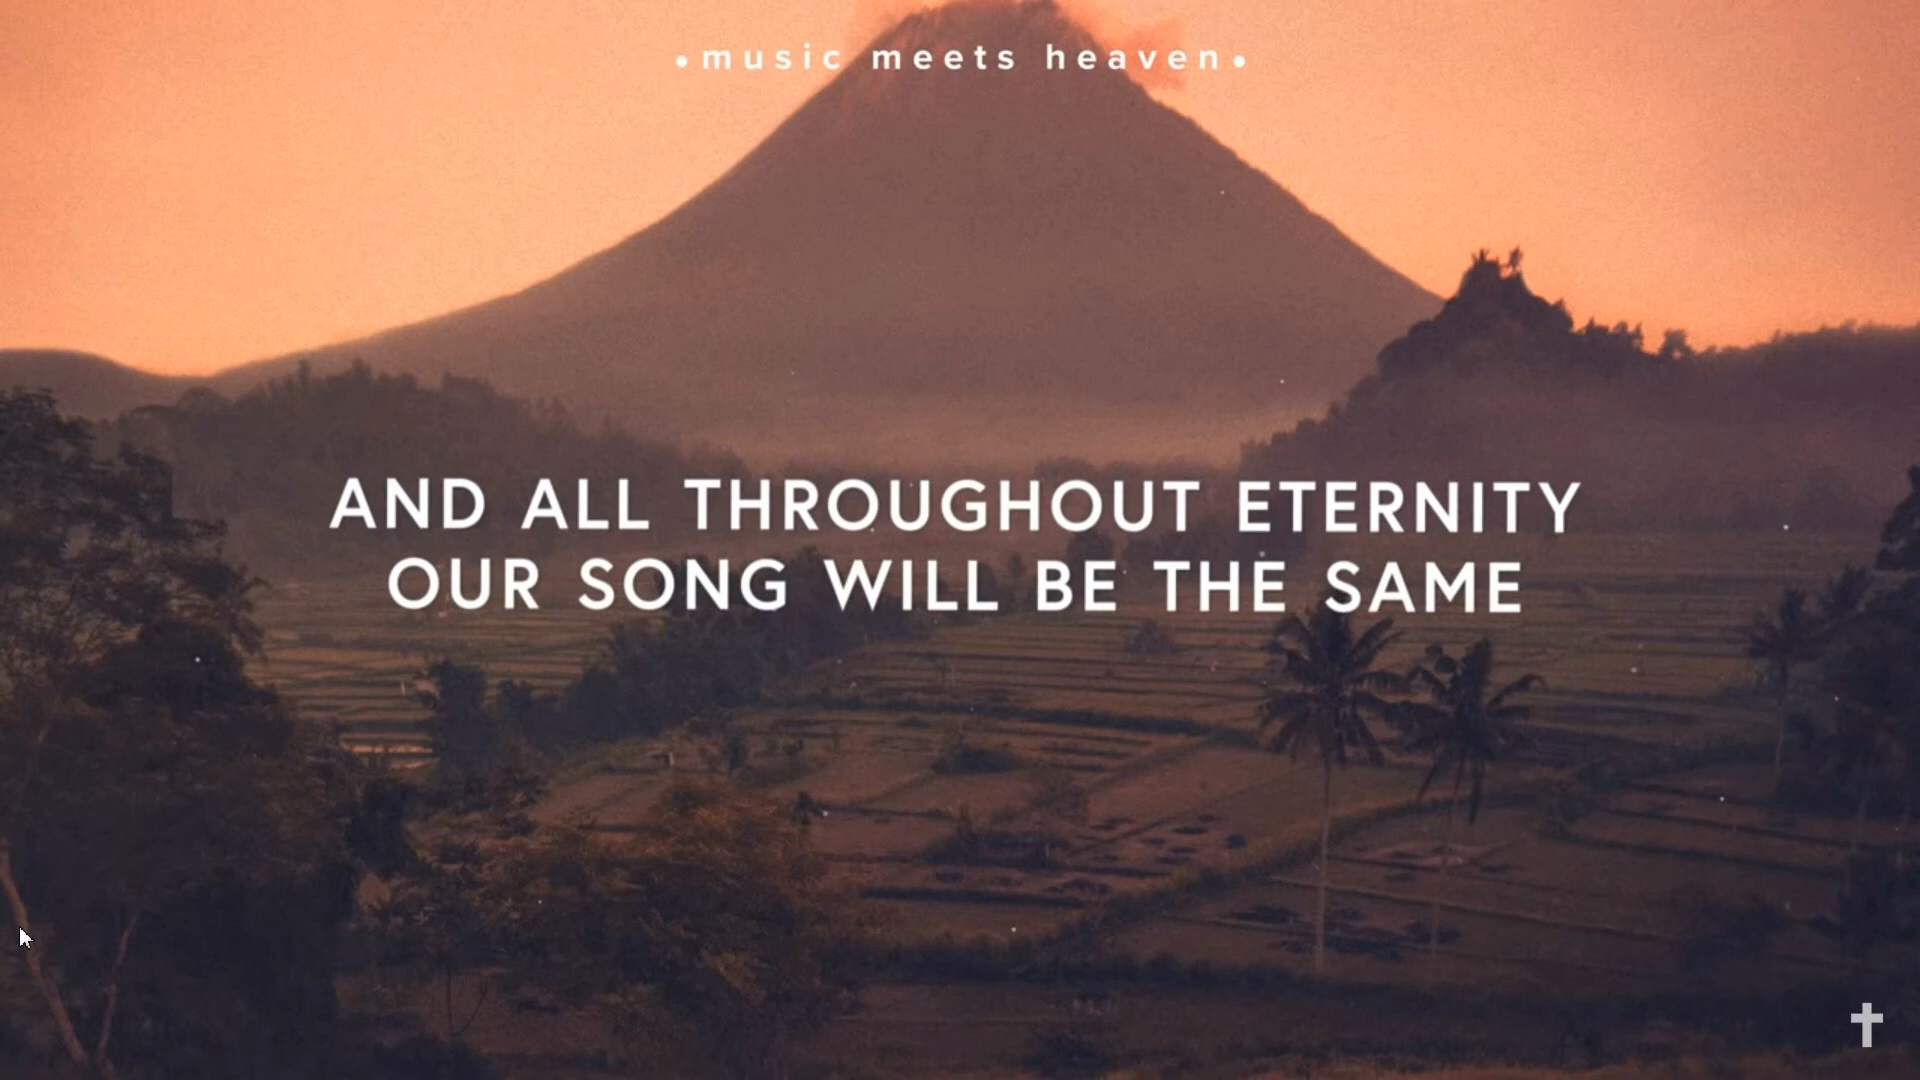 •music meets heaven•
AND ALL THROUGHOUT ETERNITY
OUR SONG WILL BE THE SAME